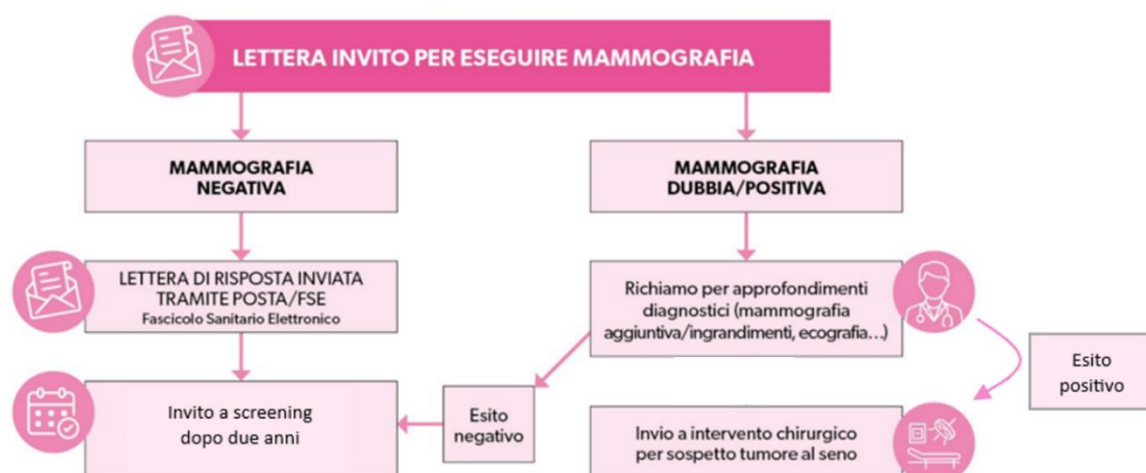 LETTERA INVITO PER ESEGUIRE MAMMOGRAFIA
MAMMOGRAFIA
NEGATIVA
MAMMOGRAFIA
DUBBIA/POSITIVA
LETTERA DI RISPOSTA INVIATA
TRAMITE POSTA/FSE
Fascicolo Sanitario Elettronico
Richiamo per approfondimenti
diagnostici (mammografia
aggiuntiva/ingrandimenti, ecografia...)
Esito
positivo
Invito a screening
dopo due anni
Esito
negativo
Invio a intervento chirurgico
per sospetto tumore al seno